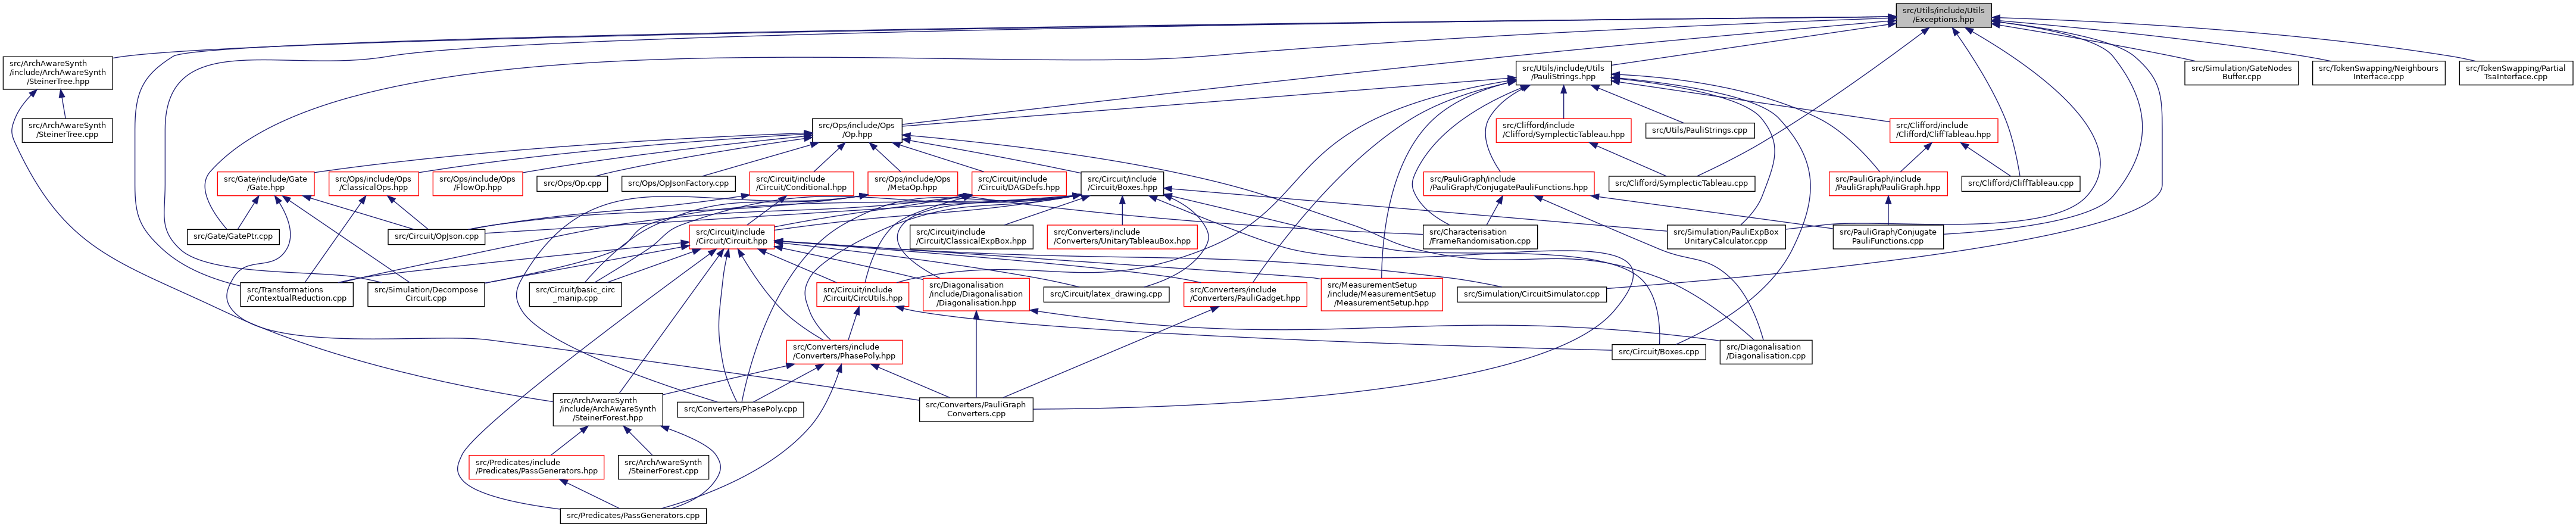 src/Utils/include/Utils
/Exceptions.hpp
src/ArchAwareSynth
/include/ArchAwareSynth
/SteinerTree.hpp
src/Utils/include/Utils
/PauliStrings.hpp
src/Simulation/GateNodes
Buffer.cpp
src/TokenSwapping/Neighbours
Interface.cpp
src/TokenSwapping/Partial
TsaInterface.cpp
src/ArchAwareSynth
/SteinerTree.cpp
src/Ops/include/Ops
/Op.hpp
src/Clifford/include
/Clifford/SymplecticTableau.hpp
src/Utils/PauliStrings.cpp
src/Clifford/include
/Clifford/CliffTableau.hpp
src/Gate/include/Gate
/Gate.hpp
src/Ops/include/Ops
/ClassicalOps.hpp
src/Ops/include/Ops
/FlowOp.hpp
src/Ops/Op.cpp
src/Ops/OpJsonFactory.cpp
src/Circuit/include
/Circuit/Conditional.hpp
src/Ops/include/Ops
/MetaOp.hpp
src/Circuit/include
/Circuit/DAGDefs.hpp
src/Circuit/include
/Circuit/Boxes.hpp
src/PauliGraph/include
/PauliGraph/ConjugatePauliFunctions.hpp
src/Clifford/SymplecticTableau.cpp
src/PauliGraph/include
/PauliGraph/PauliGraph.hpp
src/Clifford/CliffTableau.cpp
src/Gate/GatePtr.cpp
src/Circuit/OpJson.cpp
src/Circuit/include
/Circuit/Circuit.hpp
src/Circuit/include
/Circuit/ClassicalExpBox.hpp
src/Converters/include
/Converters/UnitaryTableauBox.hpp
src/Characterisation
/FrameRandomisation.cpp
src/Simulation/PauliExpBox
UnitaryCalculator.cpp
src/PauliGraph/Conjugate
PauliFunctions.cpp
src/Transformations
/ContextualReduction.cpp
src/Simulation/Decompose
Circuit.cpp
src/Circuit/basic_circ
_manip.cpp
src/Circuit/include
/Circuit/CircUtils.hpp
src/Diagonalisation
/include/Diagonalisation
/Diagonalisation.hpp
src/Circuit/latex_drawing.cpp
src/Converters/include
/Converters/PauliGadget.hpp
src/MeasurementSetup
/include/MeasurementSetup
/MeasurementSetup.hpp
src/Simulation/CircuitSimulator.cpp
src/Converters/include
/Converters/PhasePoly.hpp
src/Circuit/Boxes.cpp
src/Diagonalisation
/Diagonalisation.cpp
src/ArchAwareSynth
/include/ArchAwareSynth
/SteinerForest.hpp
src/Converters/PhasePoly.cpp
src/Converters/PauliGraph
Converters.cpp
src/Predicates/include
/Predicates/PassGenerators.hpp
src/ArchAwareSynth
/SteinerForest.cpp
src/Predicates/PassGenerators.cpp